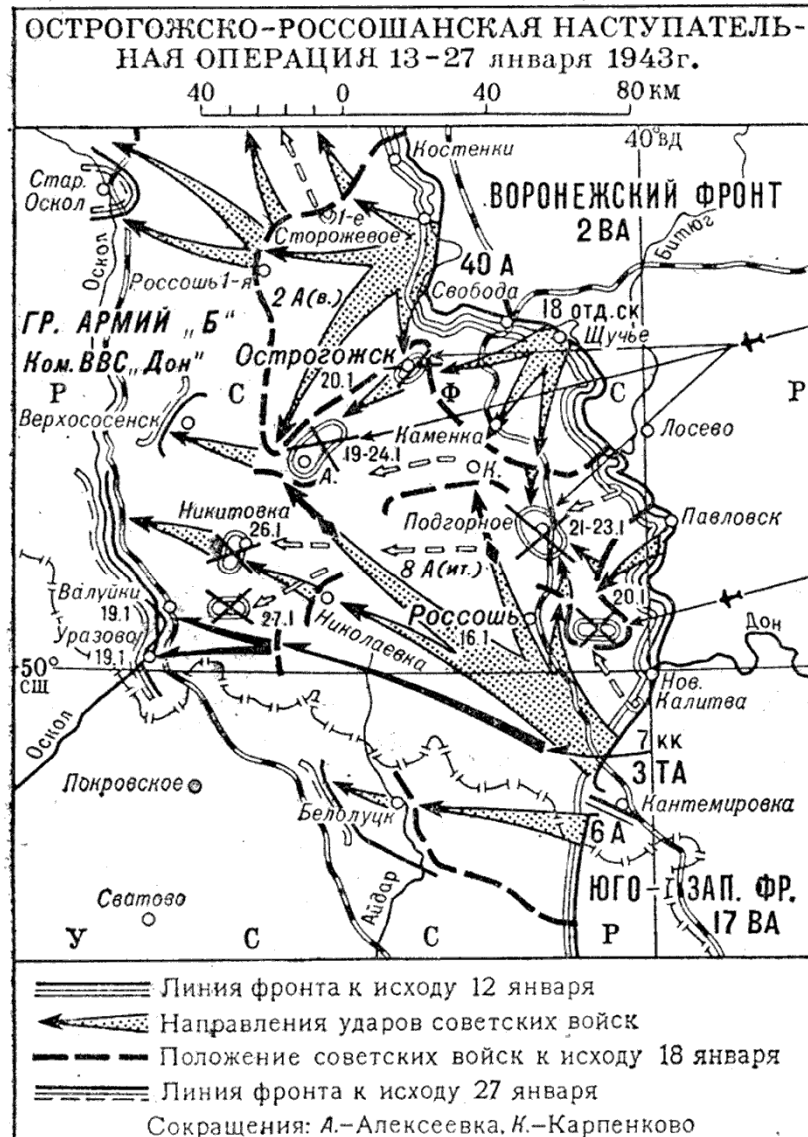 ОСТРОГОЖСКО-РОССОШАНСКАЯ НАСТУПАТЕЛЬ-
НАЯ ОПЕРАЦИЯ 13-27 января 1943г.
40 0 40 80 км
40° ВД
Костенки
Стар.
Оскол
ВОРОНЕЖСКИЙ ФРОНТ
2 ВА
1-е
Сторожевое
Битюг
Оскол
40 А
Россошь 1-я
2 А(в.)
Свобода
18 отд.ск
Щучье
ГР. АРМИЙ „Б"
Ком. ВВС „Дон"
Острогожск
20.1
Р С Ф С Р
Верхососенск
Каменка
Лосево
19-24.1
А.
К.
Никитовка
26.1
Подгорное
21-23.1
Павловск
8 А(ит.)
Валуйки
19.1
27.1
Россошь
16.1
20.1
Уразово
19.1
Николаевка
Дон
50°
СШ
Нов.
Калитва
Оскол
7 кк
3 ТА
Покровское
Кантемировка
Белолуцк
6 А
Айдар
ЮГО-ЗАП. ФР.
17 ВА
Сватово
У С С Р
Линия фронта к исходу 12 января
Направления ударов советских войск
Положение советских войск к исходу 18 января
Линия фронта к исходу 27 января
Сокращения: А.-Алексеевка, К.-Карпенково